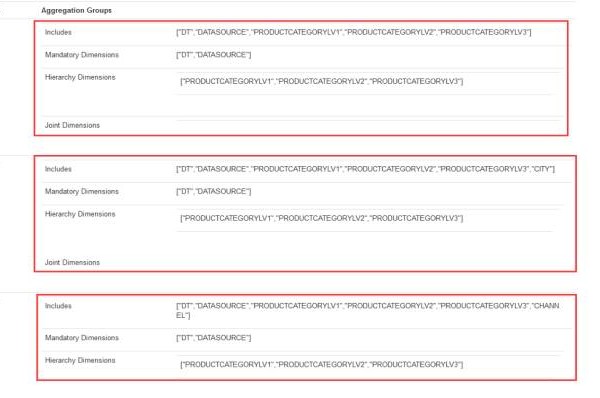 Aggregation Groups
Includes ["DT","DATASOURCE","PRODUCTCATEGORYLV1","PRODUCTCATEGORYLV2","PRODUCTCATEGORYLV3"]
Mandatory Dimensions ["DT","DATASOURCE"]
Hierarchy Dimensions ["PRODUCTCATEGORYLV1","PRODUCTCATEGORYLV2","PRODUCTCATEGORYLV3"]
Joint Dimensions
Includes ["DT","DATASOURCE","PRODUCTCATEGORYLV1","PRODUCTCATEGORYLV2","PRODUCTCATEGORYLV3","CITY"]
Mandatory Dimensions ["DT","DATASOURCE"]
Hierarchy Dimensions ["PRODUCTCATEGORYLV1","PRODUCTCATEGORYLV2","PRODUCTCATEGORYLV3"]
Joint Dimensions
Includes ["DT","DATASOURCE","PRODUCTCATEGORYLV1","PRODUCTCATEGORYLV2","PRODUCTCATEGORYLV3","CHANN
EL"]
Mandatory Dimensions ["DT","DATASOURCE"]
Hierarchy Dimensions ["PRODUCTCATEGORYLV1","PRODUCTCATEGORYLV2","PRODUCTCATEGORYLV3"]